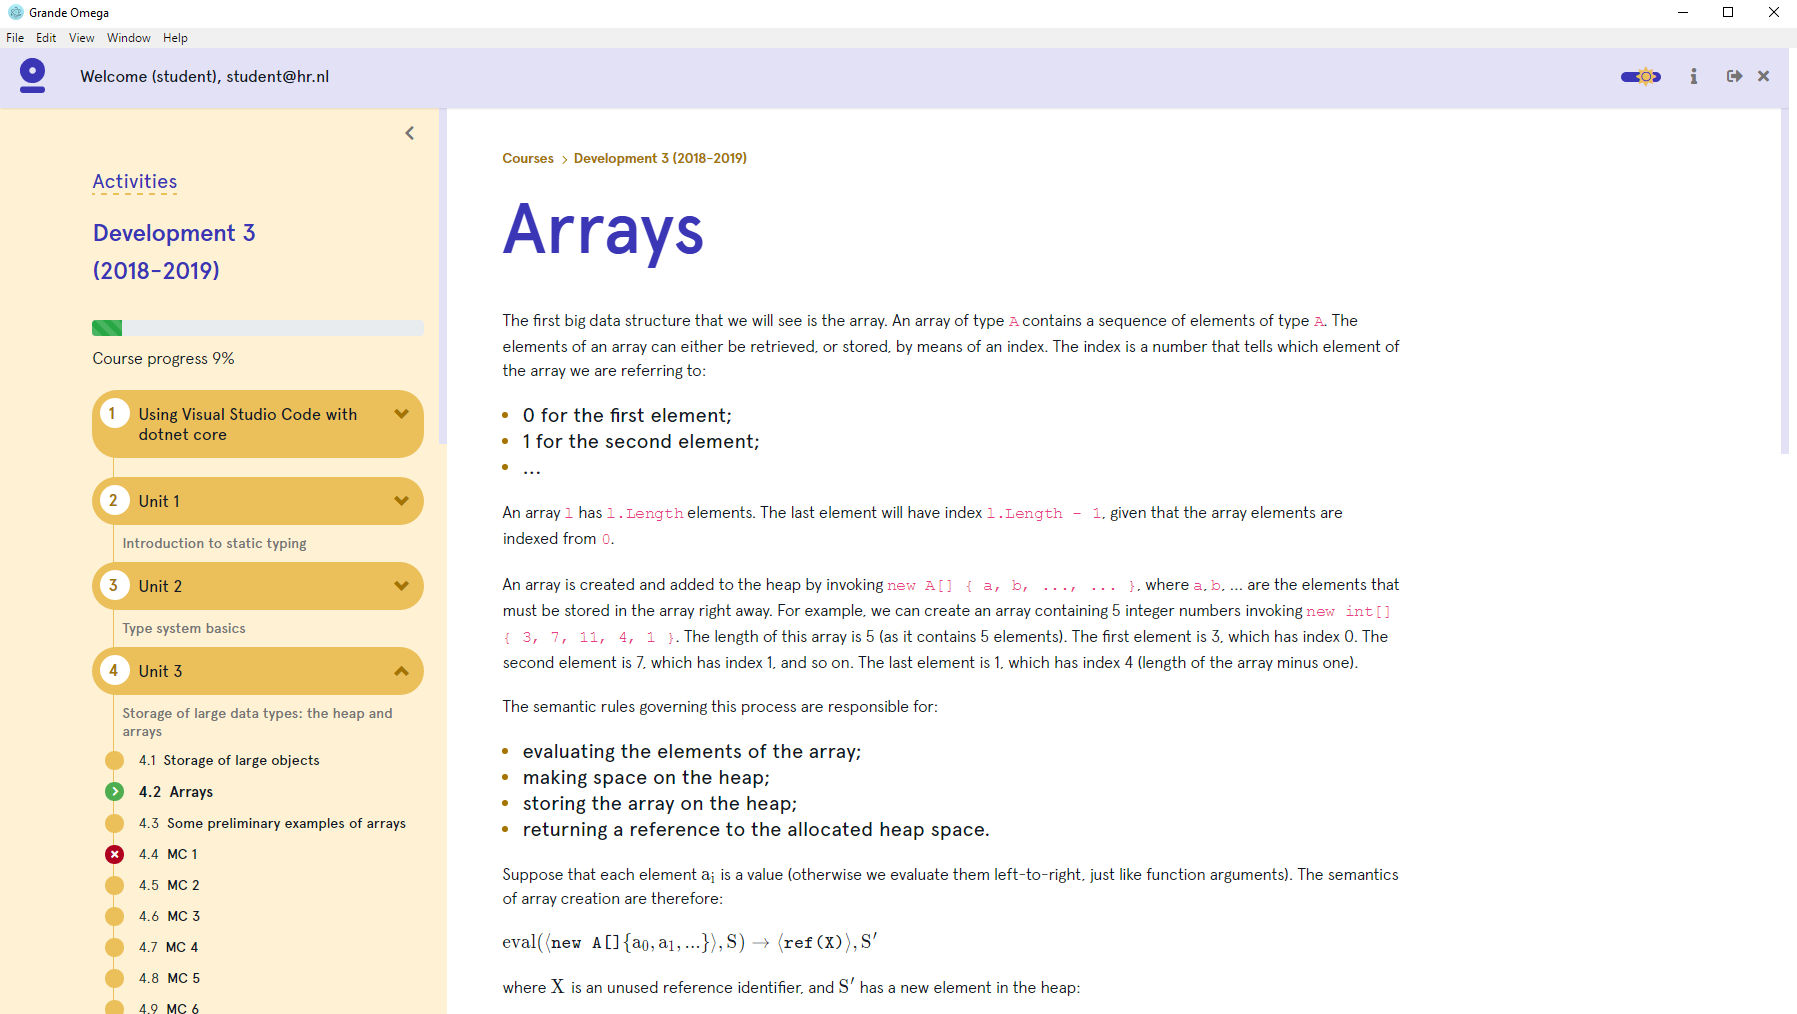 Grande Omega
File Edit View Window Help
Welcome (student), student@hr.nl
Activities
Development 3
(2018-2019)
Course progress 9%
1 Using Visual Studio Code with
dotnet core
2 Unit 1
Introduction to static typing
3 Unit 2
Type system basics
4 Unit 3
Storage of large data types: the heap and
arrays
4.1 Storage of large objects
4.2 Arrays
4.3 Some preliminary examples of arrays
4.4 MC 1
4.5 MC 2
4.6 MC 3
4.7 MC 4
4.8 MC 5
4.9 MC 6
Courses > Development 3 (2018-2019)
Arrays
The first big data structure that we will see is the array. An array of type A contains a sequence of elements of type A. The
elements of an array can either be retrieved, or stored, by means of an index. The index is a number that tells which element of
the array we are referring to:
• 0 for the first element;
• 1 for the second element;
• ...
An array l has l.Length elements. The last element will have index l.Length - 1, given that the array elements are
indexed from 0.
An array is created and added to the heap by invoking new A[] { a, b, ..., ... }, where a, b, ... are the elements that
must be stored in the array right away. For example, we can create an array containing 5 integer numbers invoking new int[]
{ 3, 7, 11, 4, 1 }. The length of this array is 5 (as it contains 5 elements). The first element is 3, which has index 0. The
second element is 7, which has index 1, and so on. The last element is 1, which has index 4 (length of the array minus one).
The semantic rules governing this process are responsible for:
• evaluating the elements of the array;
• making space on the heap;
• storing the array on the heap;
• returning a reference to the allocated heap space.
Suppose that each element aᵢ is a value (otherwise we evaluate them left-to-right, just like function arguments). The semantics
of array creation are therefore:
eval(⟨new A[]{a₀, a₁, ...}⟩, S) → ⟨ref(X)⟩, S′
where X is an unused reference identifier, and S′ has a new element in the heap: